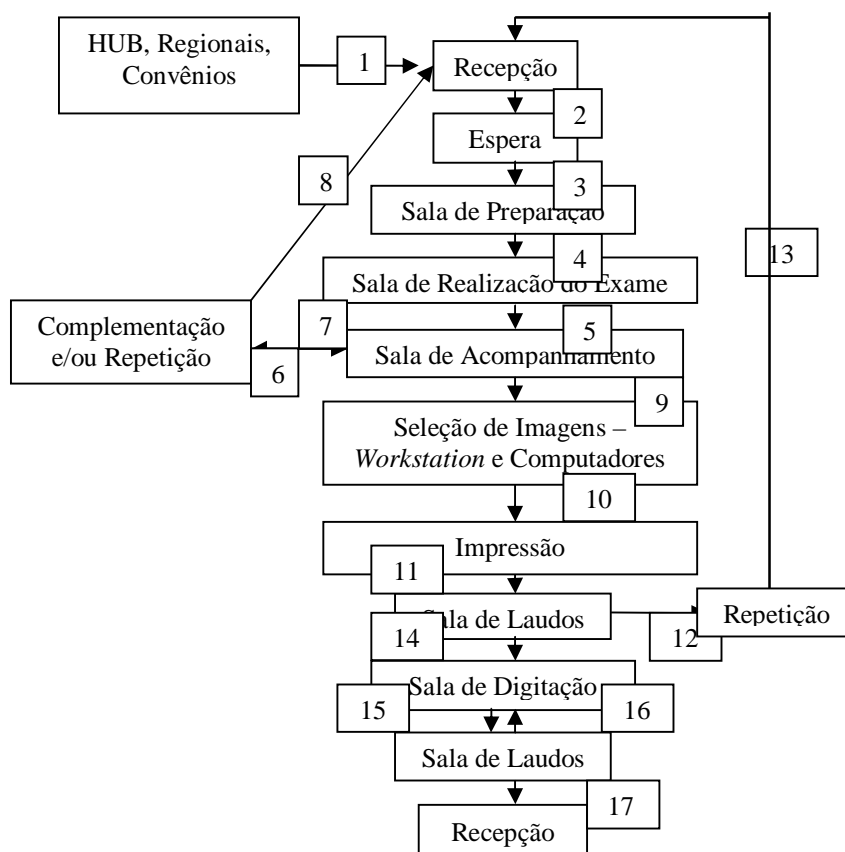 HUB, Regionais,
Convênios
1
Recepção
2
Espera
8
3
Sala de Preparação
4
13
Sala de Realização do Exame
Complementação
e/ou Repetição
7
5
Sala de Acompanhamento
6
9
Seleção de Imagens –
Workstation e Computadores
10
Impressão
11
Sala de Laudos
Repetição
14
12
Sala de Digitação
15
16
Sala de Laudos
17
Recepção